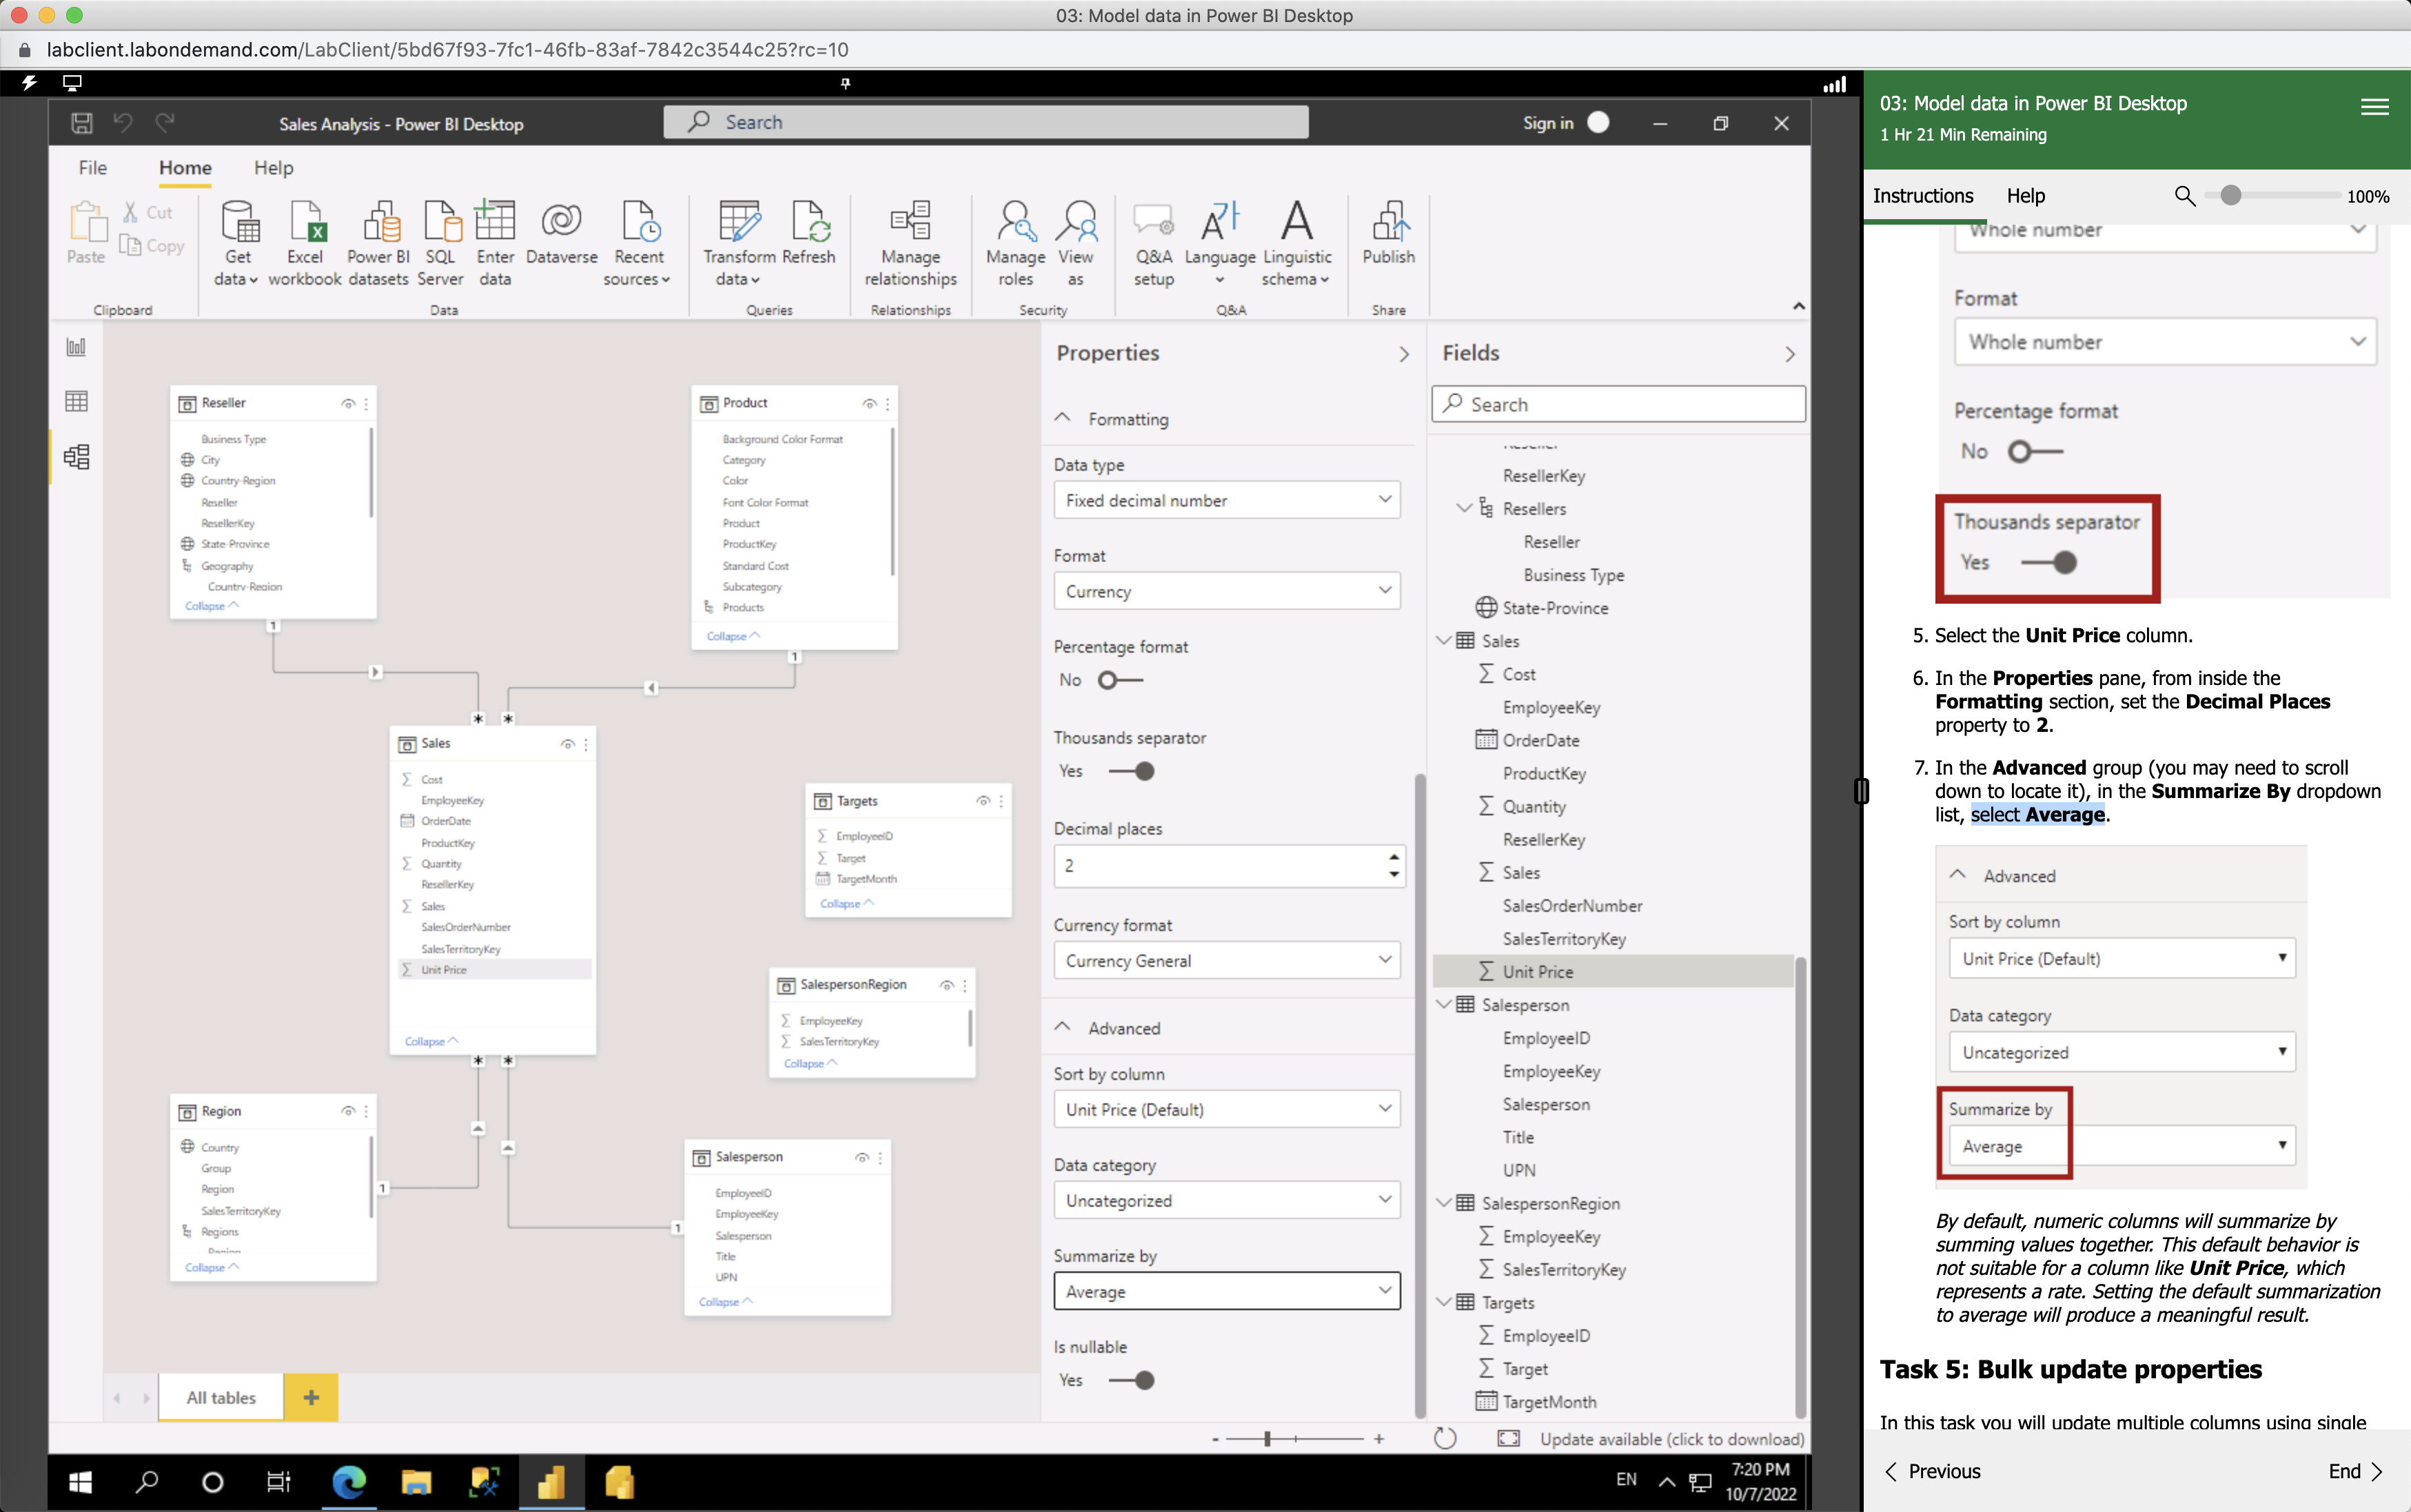 03: Model data in Power BI Desktop
labclient.labondemand.com/LabClient/5bd67f93-7fc1-46fb-83af-7842c3544c25?rc=10
Sales Analysis - Power BI Desktop
Search
Sign in
File
Home
Help
Paste
Cut
Copy
Clipboard
Get data
Excel workbook
Power BI datasets
SQL Server
Enter data
Dataverse
Recent sources
Data
Transform data
Refresh
Queries
Manage relationships
Relationships
Manage roles
View as
Security
Q&A setup
Language
Linguistic schema
Q&A
Publish
Share
Reseller
Business Type
City
Country-Region
Reseller
ResellerKey
State-Province
Geography
Country-Region
Collapse
1
Product
Background Color Format
Category
Color
Font Color Format
Product
ProductKey
Standard Cost
Subcategory
Products
Collapse
1
*
*
Sales
Cost
EmployeeKey
OrderDate
ProductKey
Quantity
ResellerKey
Sales
SalesOrderNumber
SalesTerritoryKey
Unit Price
Collapse
*
*
Targets
EmployeeID
Target
TargetMonth
Collapse
SalespersonRegion
EmployeeKey
SalesTerritoryKey
Collapse
Region
Country
Group
Region
SalesTerritoryKey
Regions
Region
Collapse
1
Salesperson
EmployeeID
EmployeeKey
Salesperson
Title
UPN
Collapse
1
All tables
+
Properties
Formatting
Data type
Fixed decimal number
Format
Currency
Percentage format
No
Thousands separator
Yes
Decimal places
2
Currency format
Currency General
Advanced
Sort by column
Unit Price (Default)
Data category
Uncategorized
Summarize by
Average
Is nullable
Yes
Fields
Search
Reseller
ResellerKey
Resellers
Reseller
Business Type
State-Province
Sales
Cost
EmployeeKey
OrderDate
ProductKey
Quantity
ResellerKey
Sales
SalesOrderNumber
SalesTerritoryKey
Unit Price
Salesperson
EmployeeID
EmployeeKey
Salesperson
Title
UPN
SalespersonRegion
EmployeeKey
SalesTerritoryKey
Targets
EmployeeID
Target
TargetMonth
- +
Update available (click to download)
EN
7:20 PM
10/7/2022
03: Model data in Power BI Desktop
1 Hr 21 Min Remaining
Instructions
Help
100%
Whole number
Format
Whole number
Percentage format
No
Thousands separator
Yes
5. Select the Unit Price column.
6. In the Properties pane, from inside the
Formatting section, set the Decimal Places
property to 2.
7. In the Advanced group (you may need to scroll
down to locate it), in the Summarize By dropdown
list, select Average.
Advanced
Sort by column
Unit Price (Default)
Data category
Uncategorized
Summarize by
Average
By default, numeric columns will summarize by
summing values together. This default behavior is
not suitable for a column like Unit Price, which
represents a rate. Setting the default summarization
to average will produce a meaningful result.
Task 5: Bulk update properties
In this task you will update multiple columns using single
Previous
End